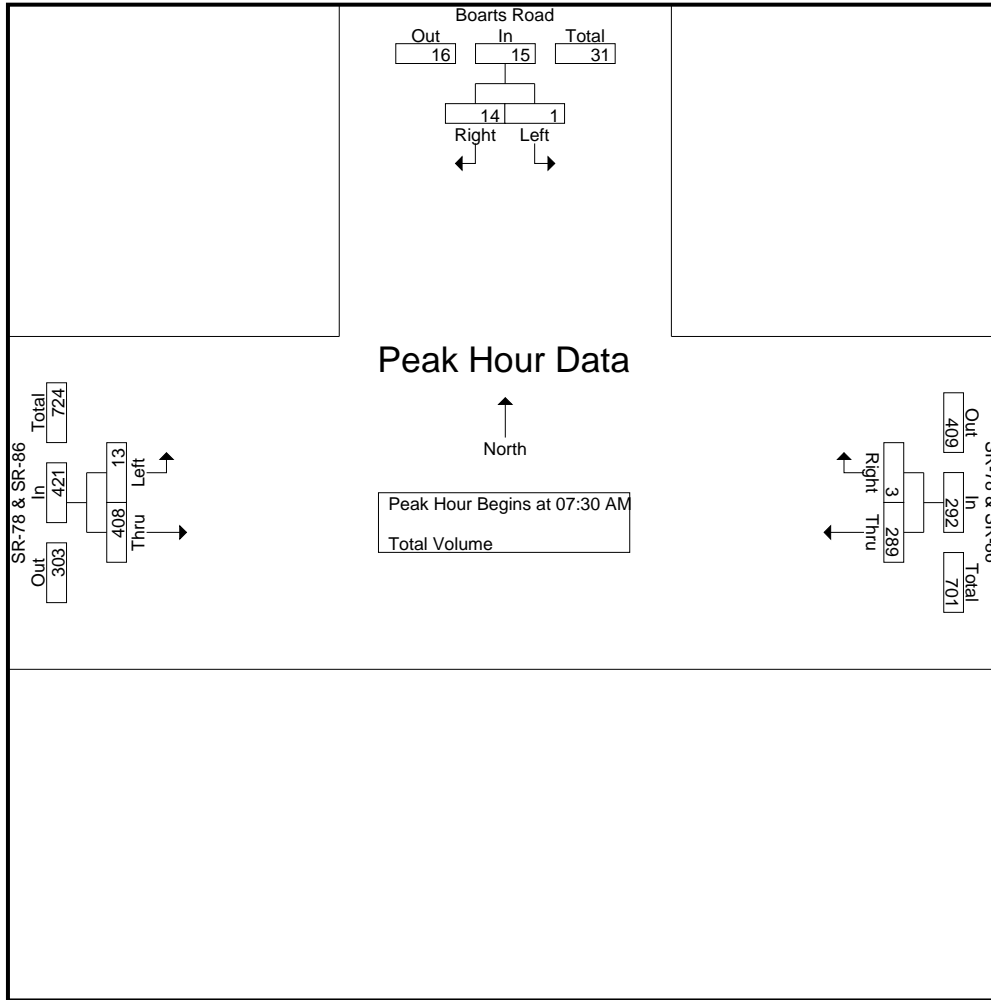 Boarts Road
Out In Total
16 15 31
14 1
Right Left
Peak Hour Data
North
Peak Hour Begins at 07:30 AM
Total Volume
SR-78 & SR-86
Total In Out
724 421 303
13 408
Left Thru
SR-78 &
Out In Total
409 292 701
Right Thru
3 289